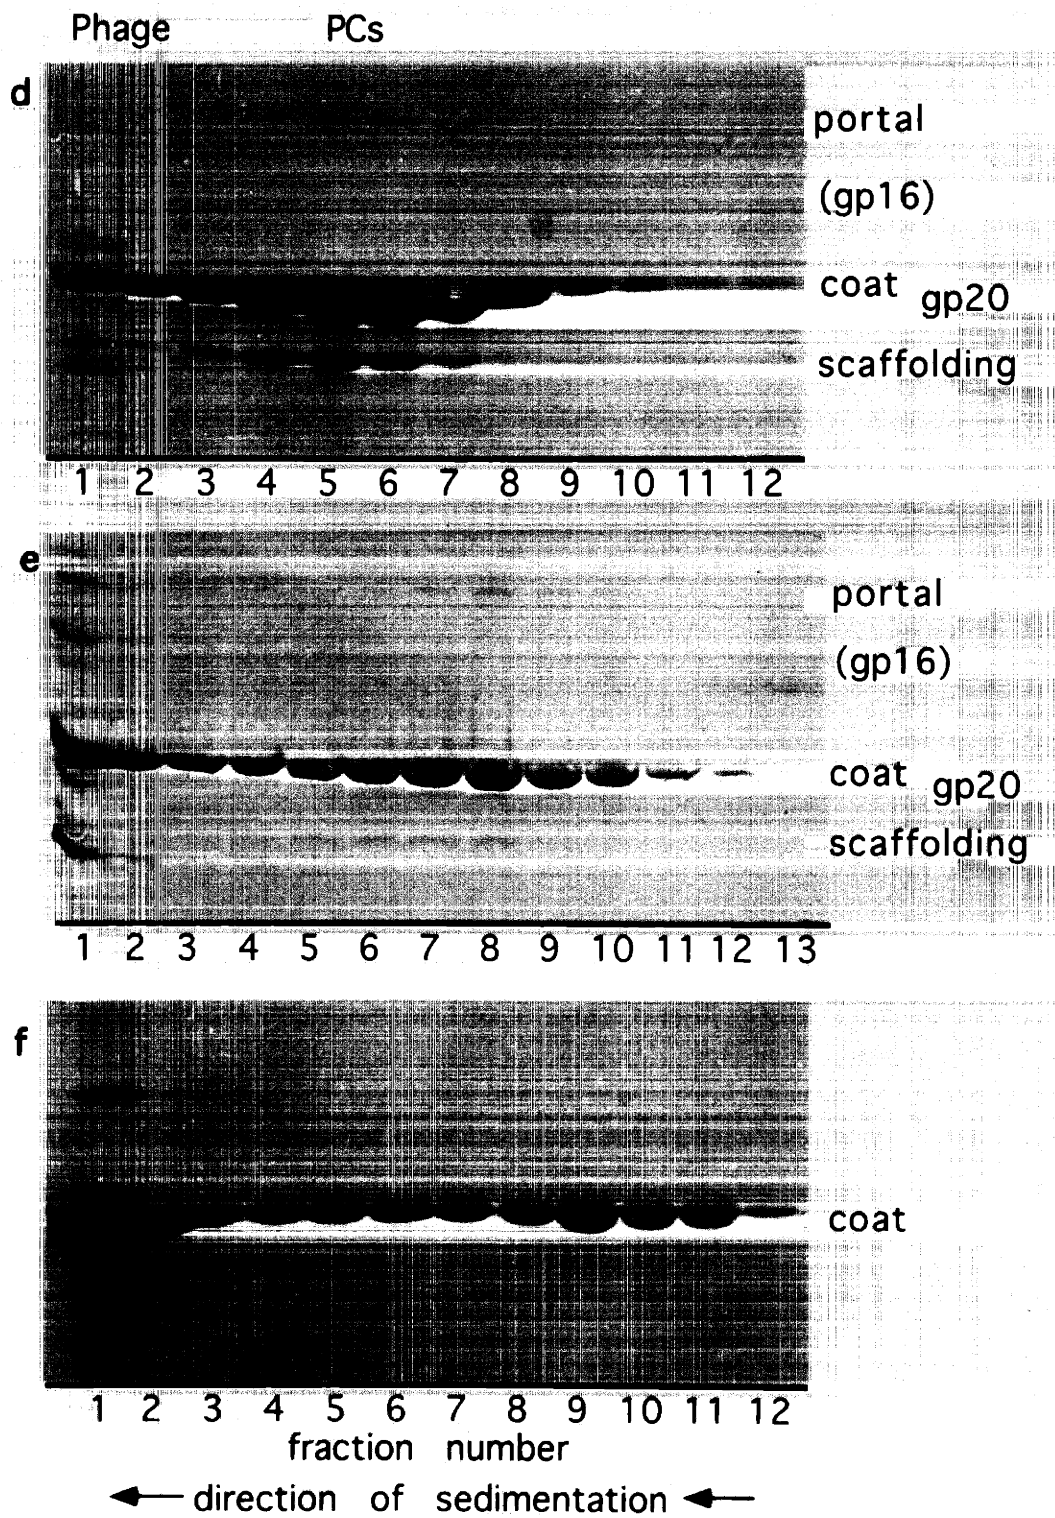 Phage PCs
d
portal
(gp16)
coat gp20
scaffolding
1 2 3 4 5 6 7 8 9 10 11 12
e
portal
(gp16)
coat gp20
scaffolding
1 2 3 4 5 6 7 8 9 10 11 12 13
f
coat
1 2 3 4 5 6 7 8 9 10 11 12
fraction number
direction of sedimentation